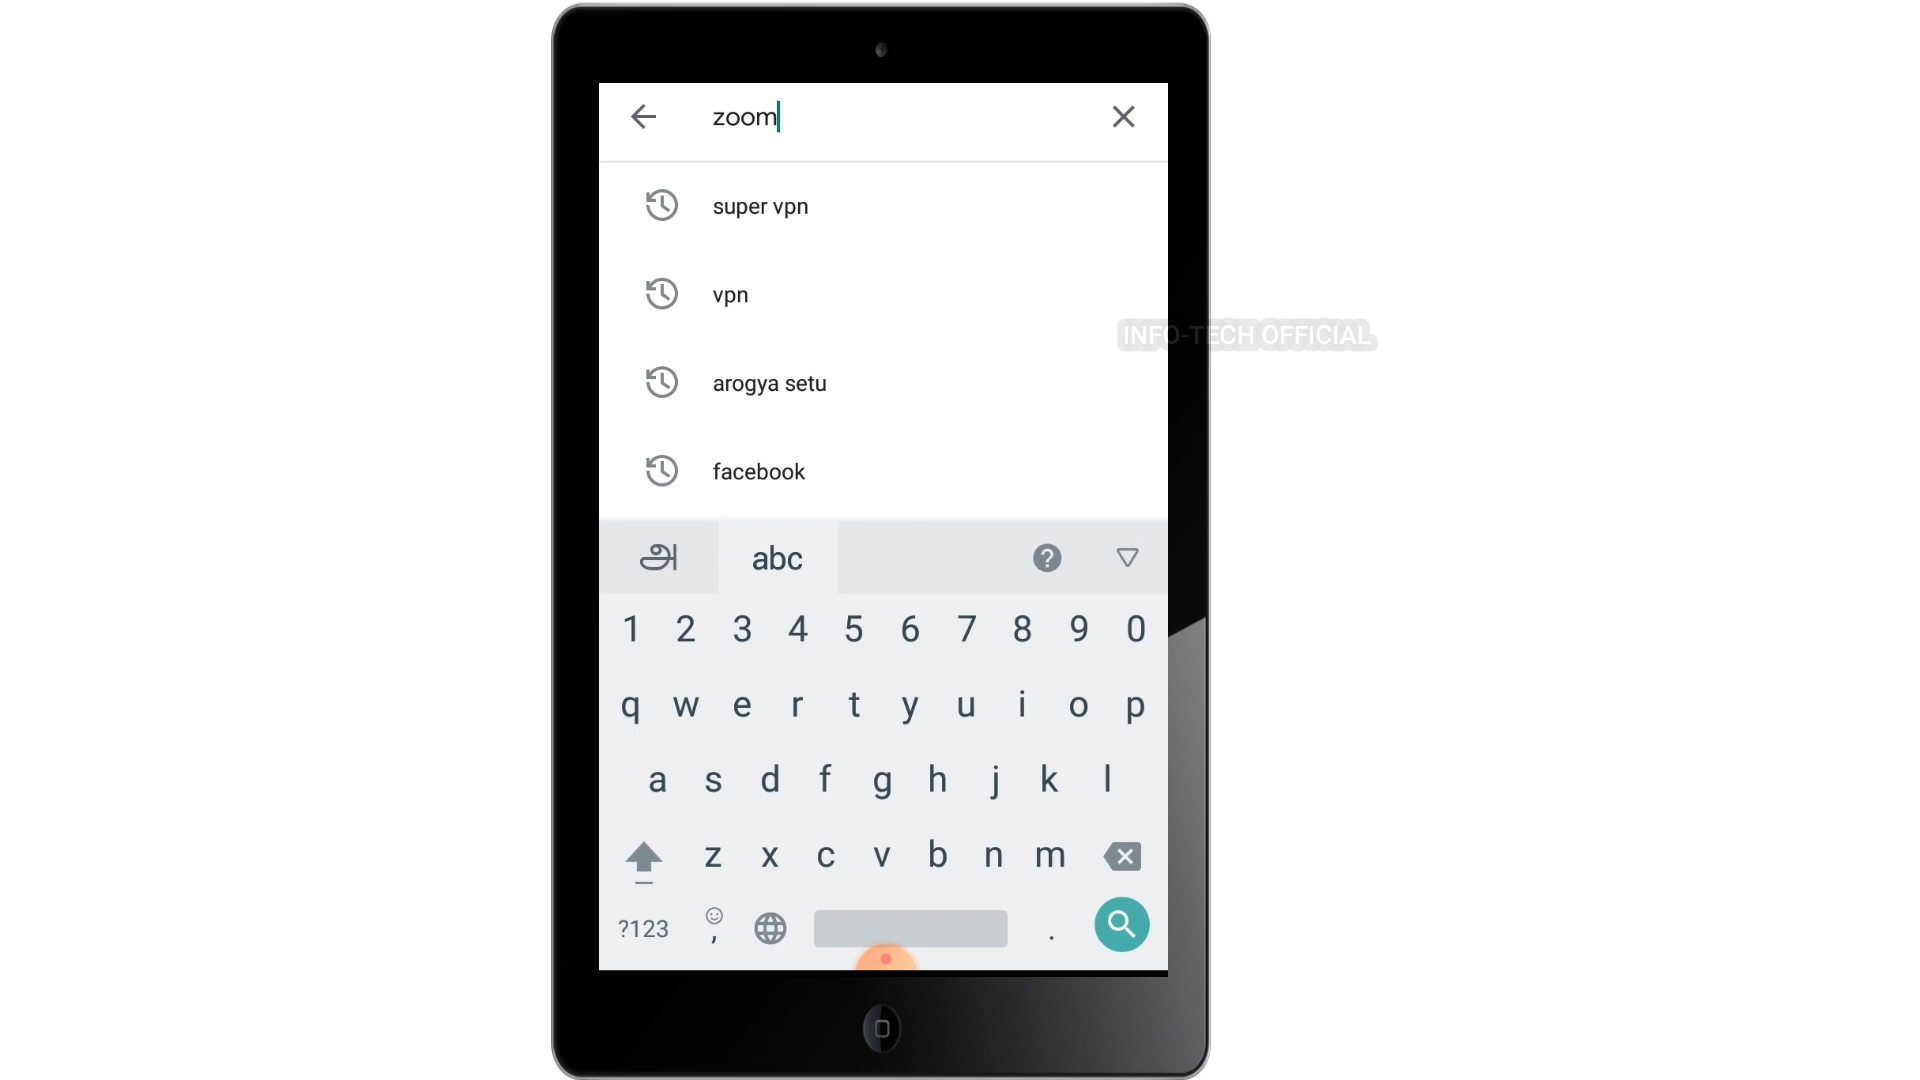 zoom
super vpn
vpn
INFO-TECH OFFICIAL
arogya setu
facebook
அ abc ?
1 2 3 4 5 6 7 8 9 0
q w e r t y u i o p
a s d f g h j k l
z x c v b n m
?123 , .